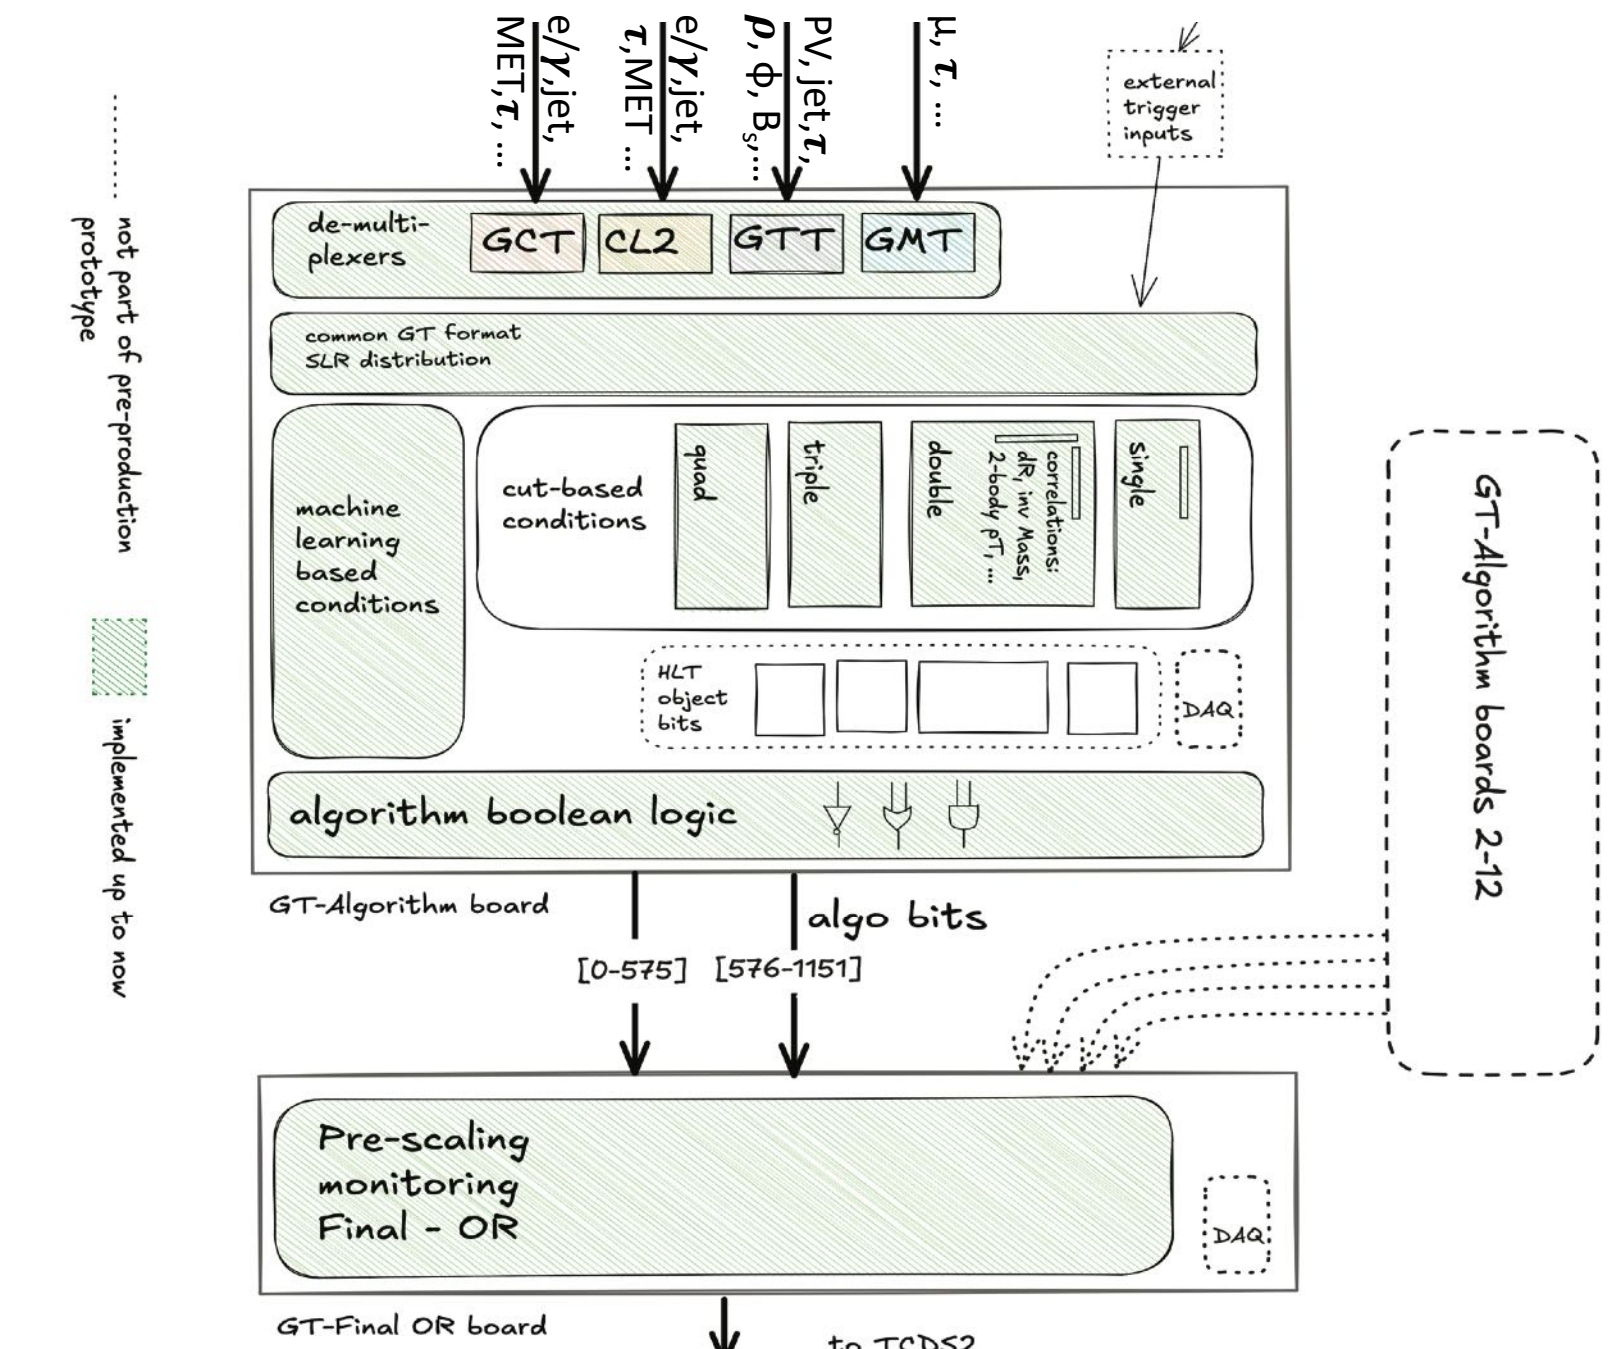 e/γ,jet,
MET,τ, ...
e/γ,jet,
τ,MET ...
PV, jet,τ,
ρ, ϕ, Bs,...
μ, τ, ...
external
trigger
inputs
de-multi-
plexers
GCT
CL2
GTT
GMT
common GT format
SLR distribution
machine
learning
based
conditions
cut-based
conditions
quad
triple
double
correlations:
dR, inv Mass,
2-body pT, ...
single
HLT
object
bits
DAQ
algorithm boolean logic
GT-Algorithm board
algo bits
[0-575]
[576-1151]
GT-Algorithm boards 2-12
not part of pre-production
prototype
implemented up to now
Pre-scaling
monitoring
Final - OR
DAQ
GT-Final OR board
to TCDS2